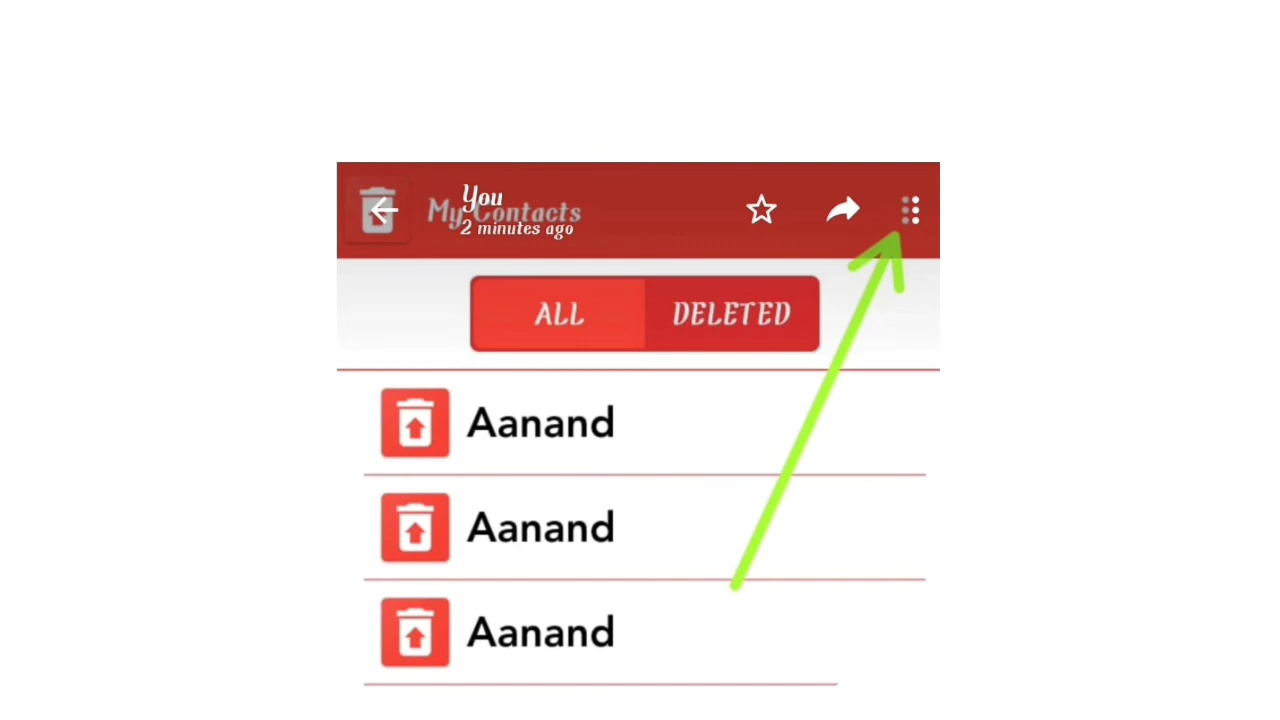 My Contacts
You
2 minutes ago
ALL DELETED
Aanand
Aanand
Aanand